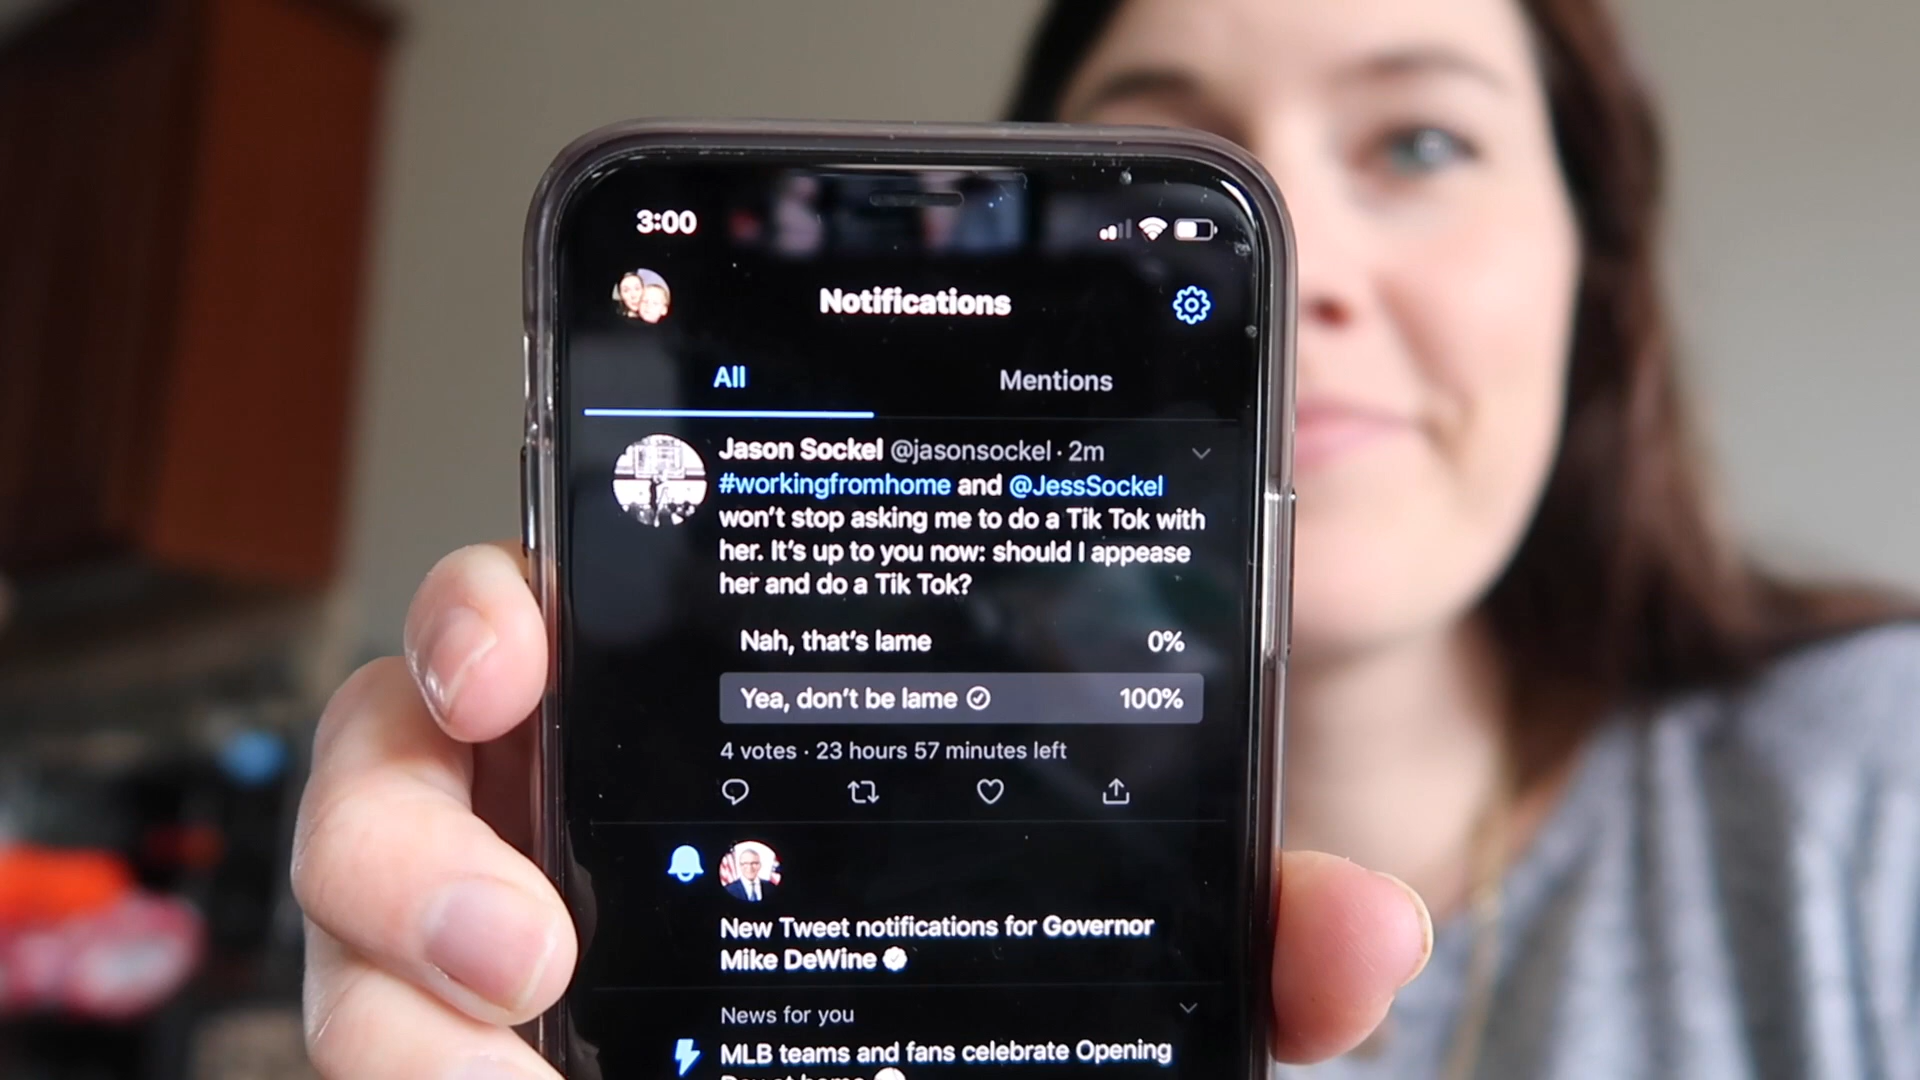 3:00
Notifications
All
Mentions
Jason Sockel @jasonsockel · 2m
#workingfromhome and @JessSockel
won’t stop asking me to do a Tik Tok with
her. It’s up to you now: should I appease
her and do a Tik Tok?
Nah, that’s lame 0%
Yea, don’t be lame 100%
4 votes · 23 hours 57 minutes left
New Tweet notifications for Governor
Mike DeWine
News for you
MLB teams and fans celebrate Opening
Day at home